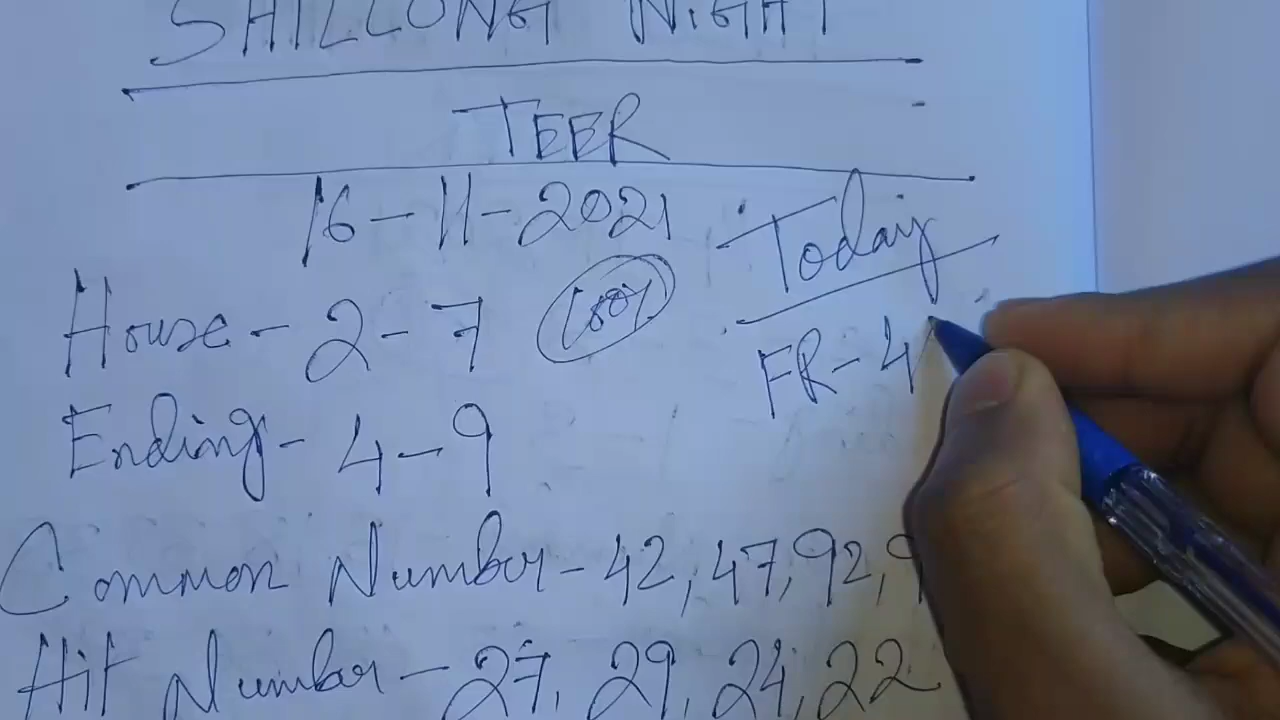 SHILLONG NIGHT
TEER
16-11-2021
Today
House - 2 - 7
FR - 4
Ending - 4 - 9
Common Number - 42, 47, 92, 9
Hit Number - 27, 29, 24, 22